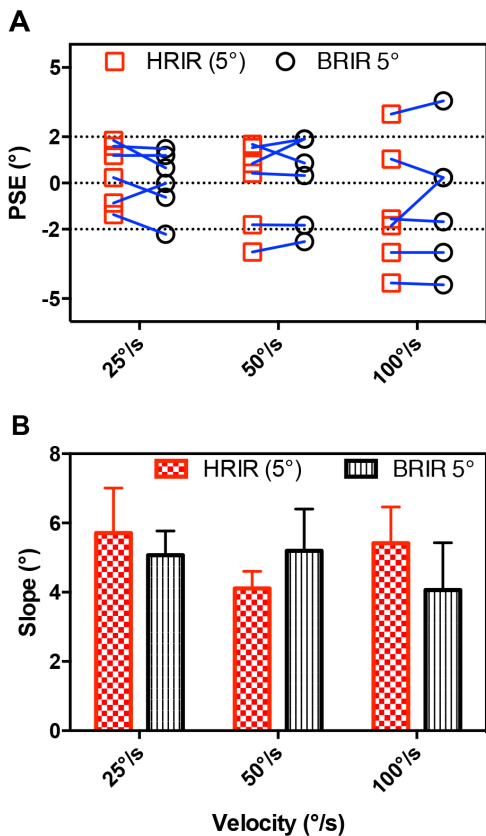 A
HRIR (5°) BRIR 5°
PSE (°)
5
2
0
-2
-5
25°/s 50°/s 100°/s
B
HRIR (5°) BRIR 5°
Slope (°)
8
6
4
2
0
25°/s 50°/s 100°/s
Velocity (°/s)